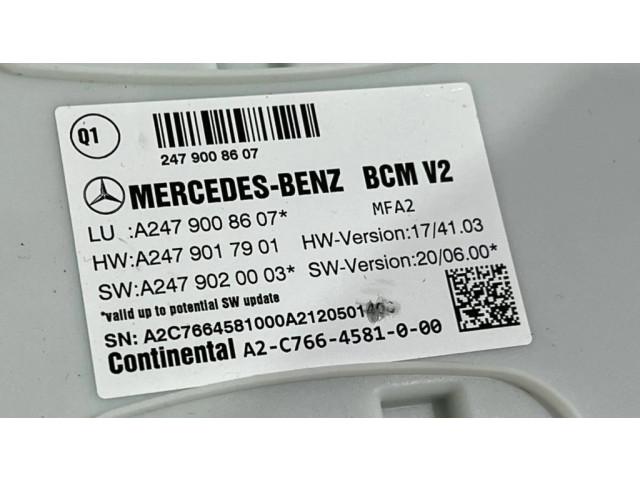 Q1
247 900 86 07
MERCEDES-BENZ BCM V2
LU :A247 900 86 07* MFA2
HW:A247 901 79 01 HW-Version:17/41.03
SW:A247 902 00 03* SW-Version:20/06.00*
*valid up to potential SW update
SN: A2C7664581000A21205014
Continental A2-C766-4581-0-00